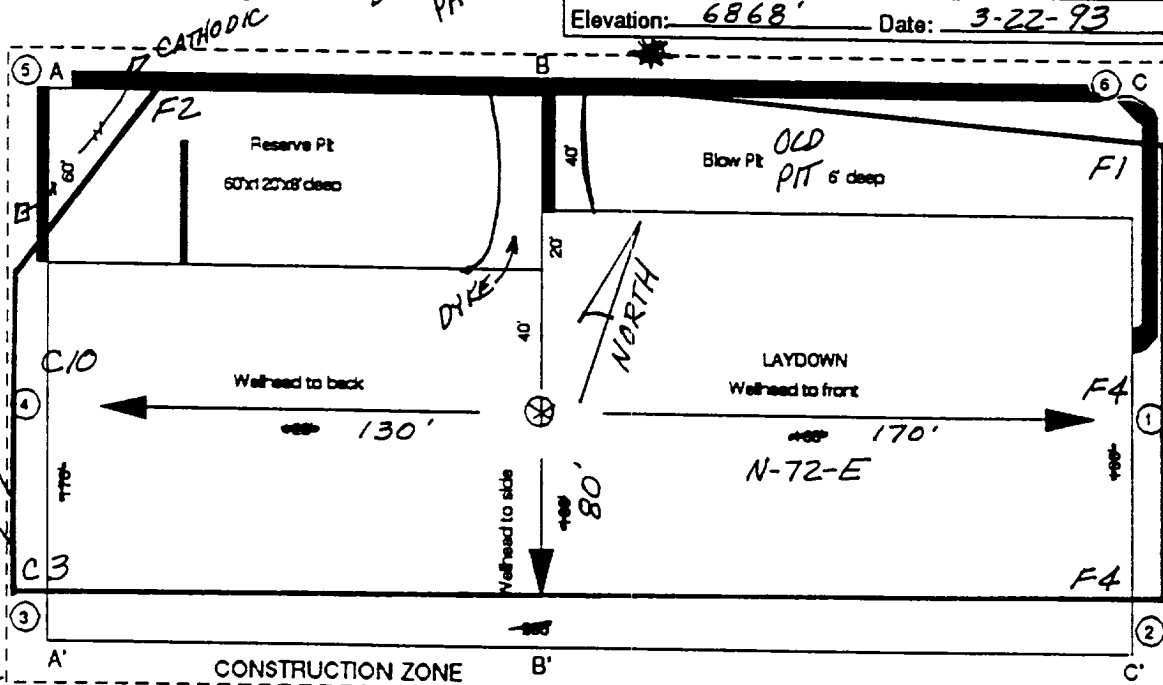 Elevation: 6868' Date: 3-22-93
CATHODIC
5 A B 6 C
F2
Reserve Pit
60'x120'x8' deep
60'
40'
Blow Pit OLD
PIT 6' deep
F1
20'
DYKE
40'
NORTH
C10
LAYDOWN
Wellhead to back
Wellhead to front
F4
4
1
130'
170'
N-72-E
Wellhead to side
80'
C3
F4
3
2
A' B' C'
CONSTRUCTION ZONE